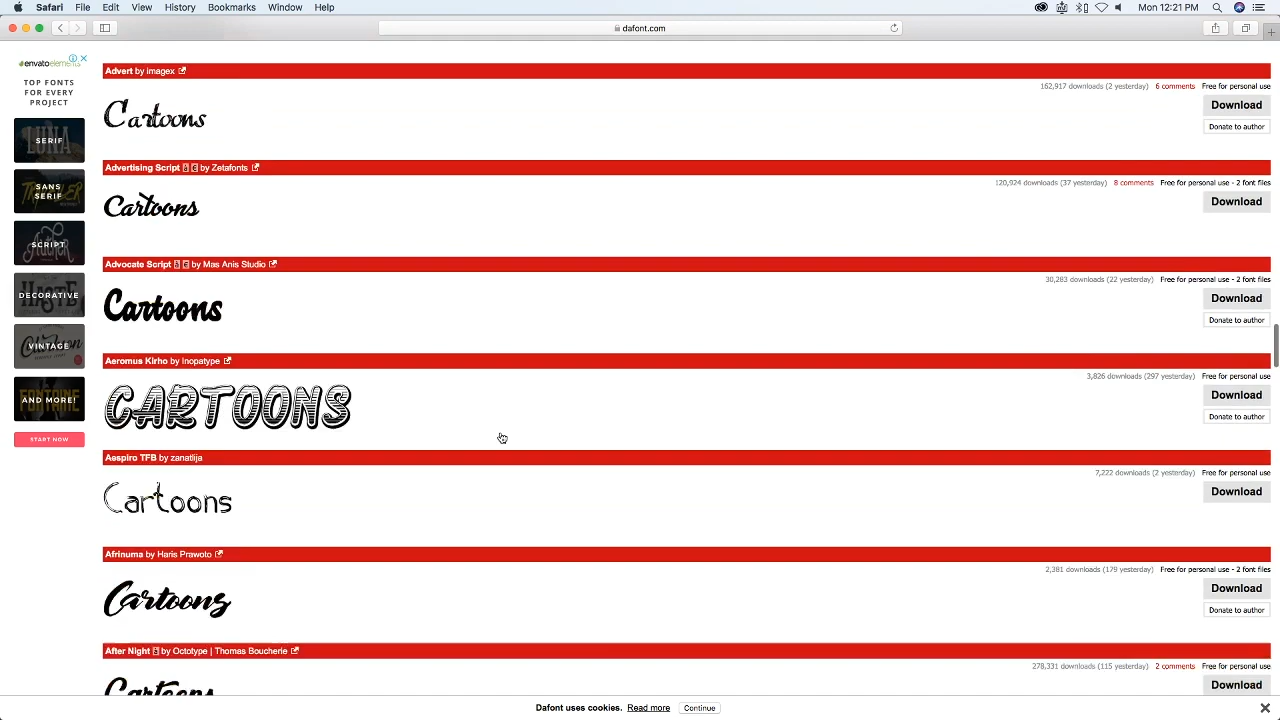 Safari File Edit View History Bookmarks Window Help Mon 12:21 PM
dafont.com
envato elements
TOP FONTS
FOR EVERY
PROJECT
LUNA
SERIF
SANS
SERIF
SCRIPT
DECORATIVE
VINTAGE
FONTAINE
AND MORE!
START NOW
Advert by imagex
162,917 downloads (2 yesterday) 6 comments Free for personal use
Cartoons
Download
Donate to author
Advertising Script by Zetafonts
120,924 downloads (37 yesterday) 8 comments Free for personal use - 2 font files
Cartoons
Download
Advocate Script by Mas Anis Studio
30,283 downloads (22 yesterday) Free for personal use - 2 font files
Cartoons
Download
Donate to author
Aeromus Kirho by Inopatype
3,826 downloads (297 yesterday) Free for personal use
CARTOONS
Download
Donate to author
Aespiro TFB by zanatlija
7,222 downloads (2 yesterday) Free for personal use
Cartoons
Download
Afrinuma by Haris Prawoto
2,381 downloads (179 yesterday) Free for personal use - 2 font files
Cartoons
Download
Donate to author
After Night by Octotype | Thomas Boucherie
278,331 downloads (115 yesterday) 2 comments Free for personal use
Cartoons
Download
Dafont uses cookies. Read more Continue